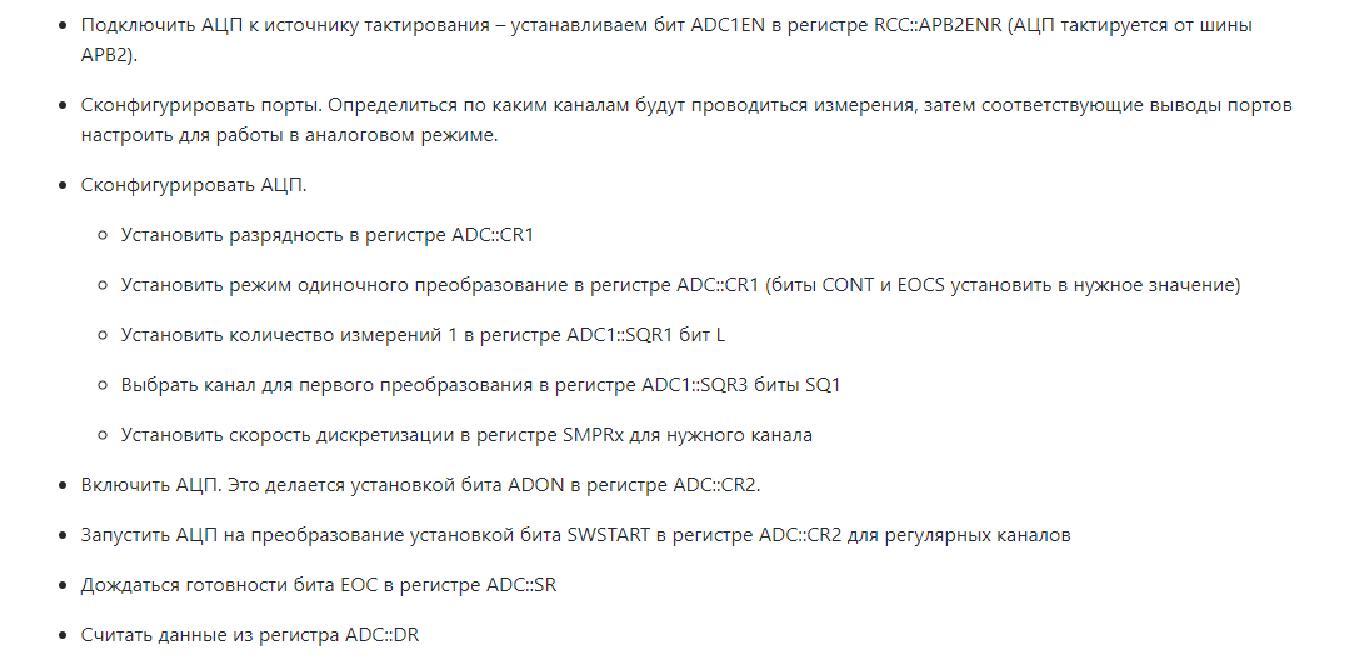 Подключить АЦП к источнику тактирования – устанавливаем бит ADC1EN в регистре RCC::APB2ENR (АЦП тактируется от шины
APB2).
Сконфигурировать порты. Определиться по каким каналам будут проводиться измерения, затем соответствующие выводы портов
настроить для работы в аналоговом режиме.
Сконфигурировать АЦП.
Установить разрядность в регистре ADC::CR1
Установить режим одиночного преобразование в регистре ADC::CR1 (биты CONT и EOCS установить в нужное значение)
Установить количество измерений 1 в регистре ADC1::SQR1 бит L
Выбрать канал для первого преобразования в регистре ADC1::SQR3 биты SQ1
Установить скорость дискретизации в регистре SMPRx для нужного канала
Включить АЦП. Это делается установкой бита ADON в регистре ADC::CR2.
Запустить АЦП на преобразование установкой бита SWSTART в регистре ADC::CR2 для регулярных каналов
Дождаться готовности бита EOC в регистре ADC::SR
Считать данные из регистра ADC::DR